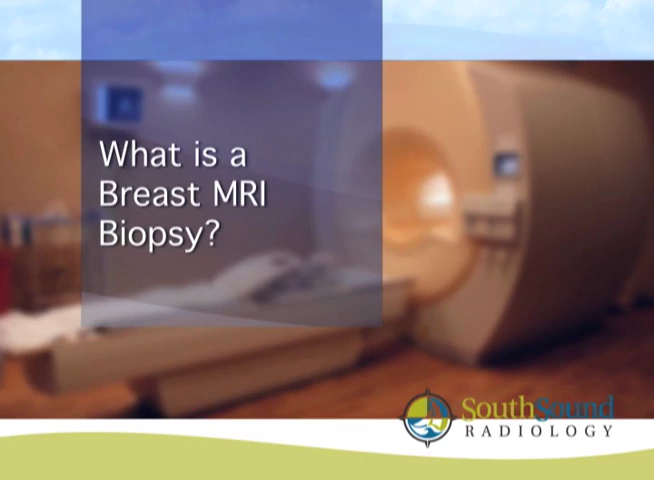 What is a
Breast MRI
Biopsy?
SouthSound
RADIOLOGY